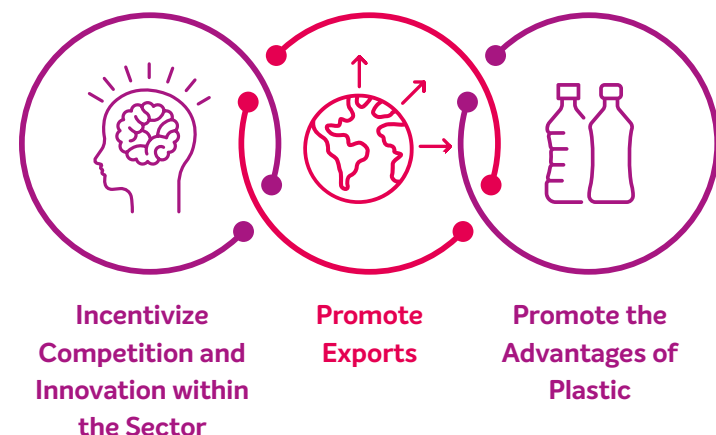 Incentivize
Competition and
Innovation within
the Sector
Promote
Exports
Promote the
Advantages of
Plastic